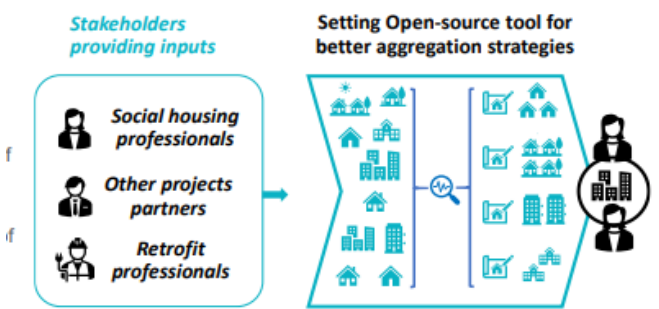 Stakeholders
providing inputs
Setting Open-source tool for
better aggregation strategies
Social housing
professionals
Other projects
partners
Retrofit
professionals
f
of